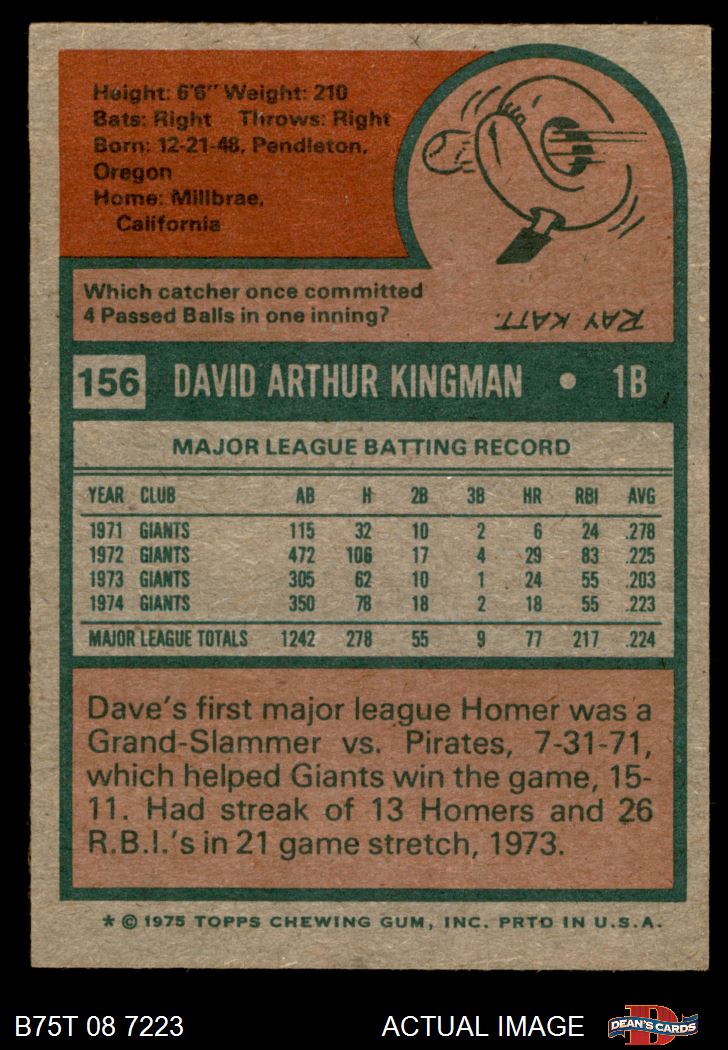 Height: 6'6" Weight: 210
Bats: Right Throws: Right
Born: 12-21-48, Pendleton,
Oregon
Home: Millbrae,
California
Which catcher once committed
4 Passed Balls in one inning?
RAY KATT.
156 DAVID ARTHUR KINGMAN • 1B
MAJOR LEAGUE BATTING RECORD
YEAR CLUB AB H 2B 3B HR RBI AVG
1971 GIANTS 115 32 10 2 6 24 .278
1972 GIANTS 472 106 17 4 29 83 .225
1973 GIANTS 305 62 10 1 24 55 .203
1974 GIANTS 350 78 18 2 18 55 .223
MAJOR LEAGUE TOTALS 1242 278 55 9 77 217 .224
Dave's first major league Homer was a
Grand-Slammer vs. Pirates, 7-31-71,
which helped Giants win the game, 15-
11. Had streak of 13 Homers and 26
R.B.I.'s in 21 game stretch, 1973.
* © 1975 TOPPS CHEWING GUM, INC. PRTD IN U.S.A.
B75T 08 7223 ACTUAL IMAGE
D
DEAN'S CARDS